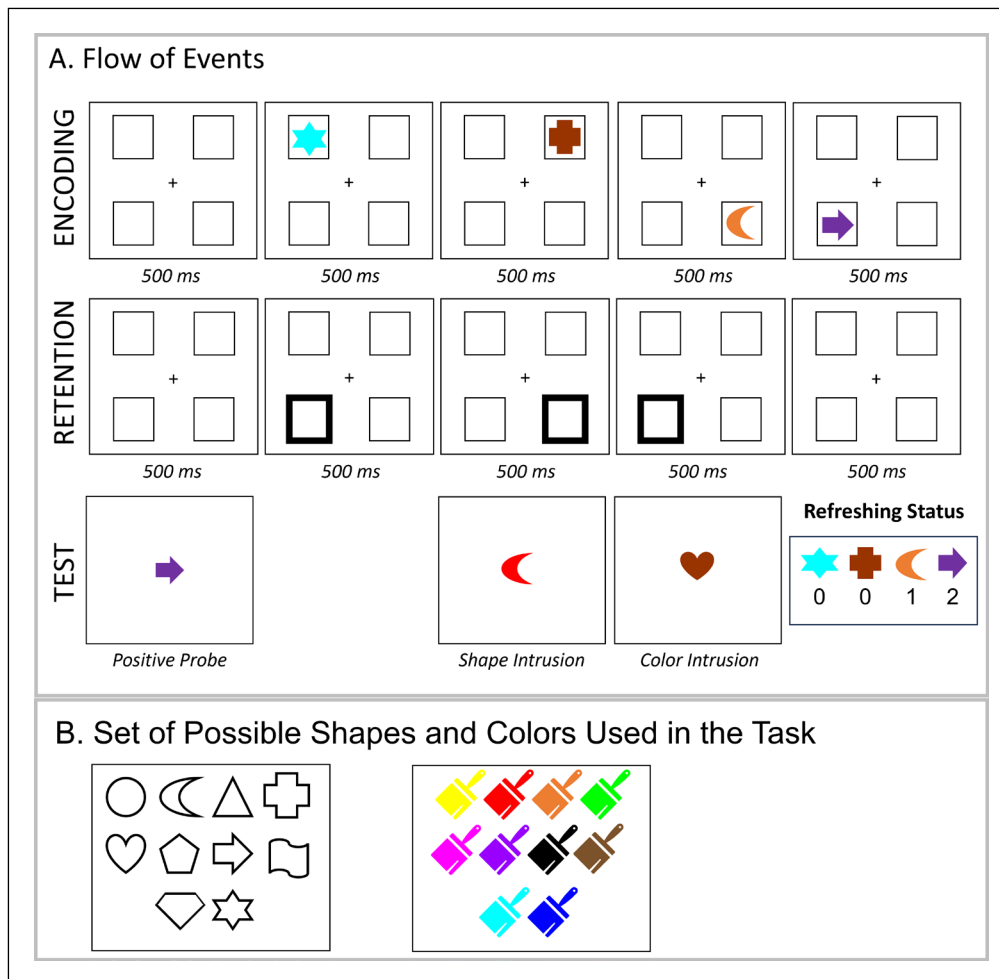 A. Flow of Events
ENCODING
+ + + + +
500 ms 500 ms 500 ms 500 ms 500 ms
RETENTION
+ + + + +
500 ms 500 ms 500 ms 500 ms 500 ms
TEST
Refreshing Status
0 0 1 2
Positive Probe Shape Intrusion Color Intrusion
B. Set of Possible Shapes and Colors Used in the Task